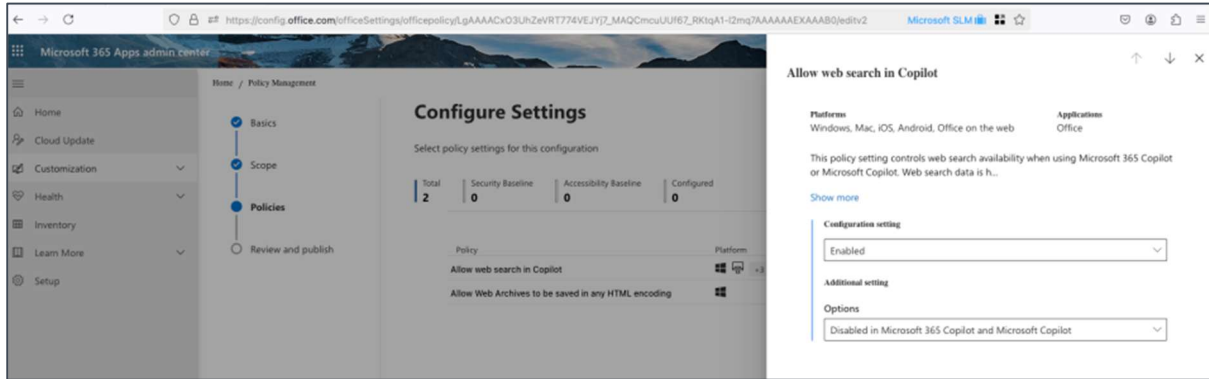 https://config.office.com/officeSettings/officepolicy/LgAAAACxO3UhZeVRT774VEJYj7_MAQCmcuUUf67_RKtqA1-I2mq7AAAAAAEXAAAB0/editv2
Microsoft SLM
Microsoft 365 Apps admin center
Home
Cloud Update
Customization
Health
Inventory
Learn More
Setup
Home / Policy Management
Basics
Scope
Policies
Review and publish
Configure Settings
Select policy settings for this configuration
Total Security Baseline Accessibility Baseline Configured
2 0 0 0
Policy Platform
Allow web search in Copilot +3
Allow Web Archives to be saved in any HTML encoding
Allow web search in Copilot
Platforms Applications
Windows, Mac, iOS, Android, Office on the web Office
This policy setting controls web search availability when using Microsoft 365 Copilot
or Microsoft Copilot. Web search data is h...
Show more
Configuration setting
Enabled
Additional setting
Options
Disabled in Microsoft 365 Copilot and Microsoft Copilot